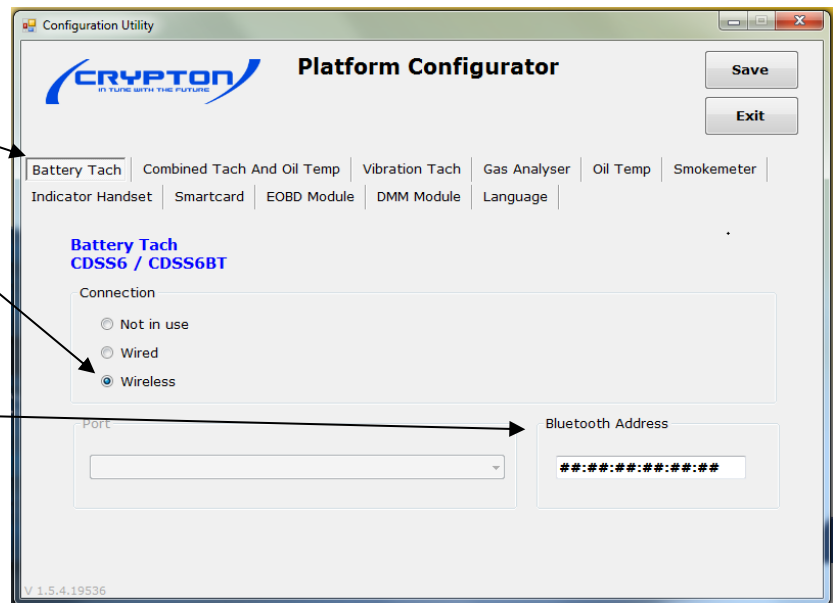 Configuration Utility
CRYPTON
IN TUNE WITH THE FUTURE
Platform Configurator
Save
Exit
Battery Tach Combined Tach And Oil Temp Vibration Tach Gas Analyser Oil Temp Smokemeter
Indicator Handset Smartcard EOBD Module DMM Module Language
Battery Tach
CDSS6 / CDSS6BT
Connection
Not in use
Wired
Wireless
Port
Bluetooth Address
##:##:##:##:##:##
V 1.5.4.19536